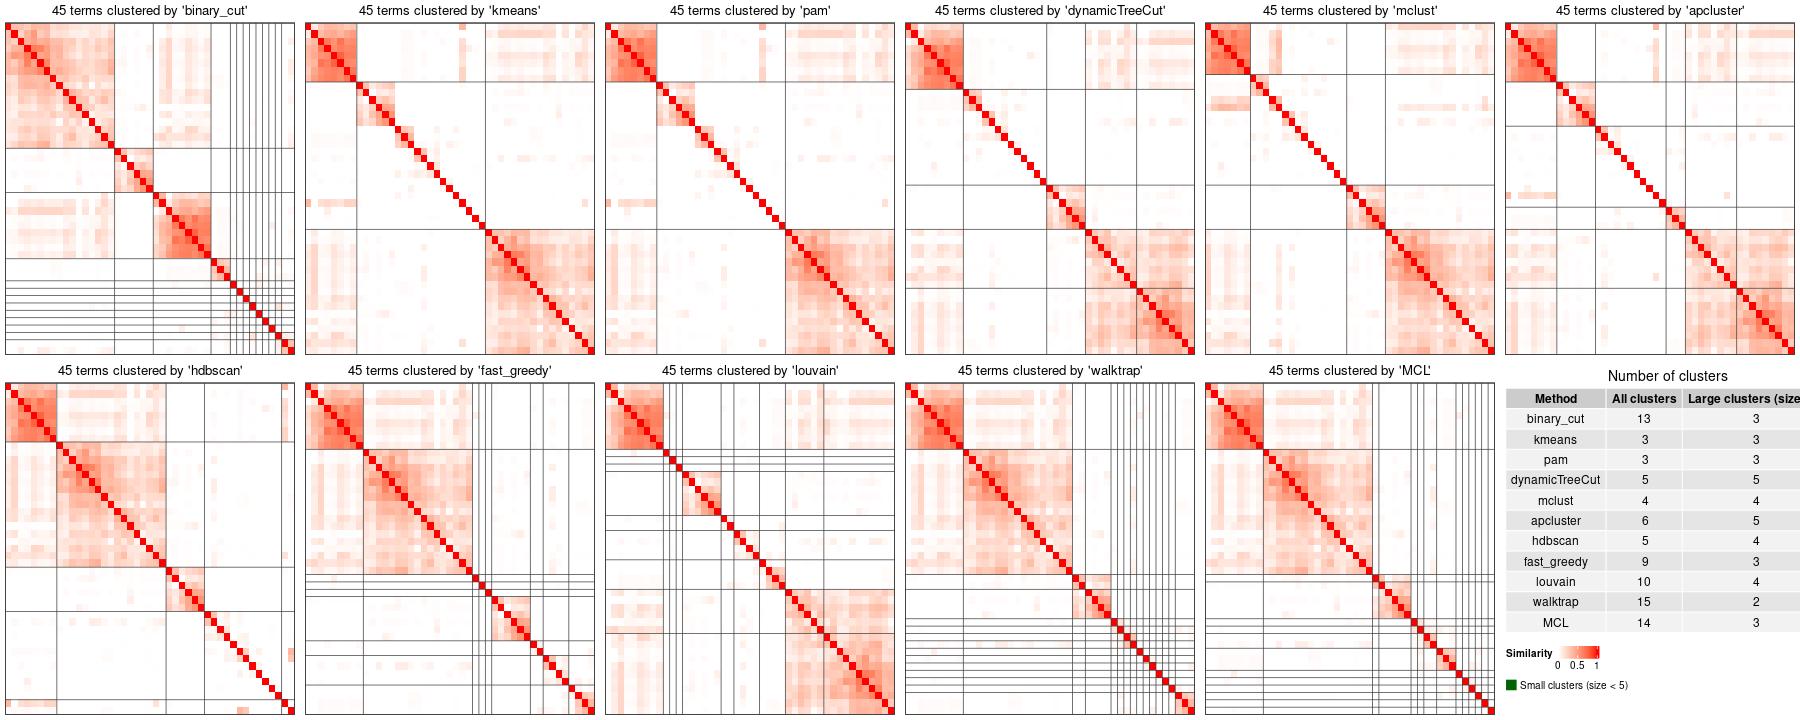 45 terms clustered by 'binary_cut'
45 terms clustered by 'kmeans'
45 terms clustered by 'pam'
45 terms clustered by 'dynamicTreeCut'
45 terms clustered by 'mclust'
45 terms clustered by 'apcluster'
45 terms clustered by 'hdbscan'
45 terms clustered by 'fast_greedy'
45 terms clustered by 'louvain'
45 terms clustered by 'walktrap'
45 terms clustered by 'MCL'
Number of clusters
Method All clusters Large clusters (size
binary_cut 13 3
kmeans 3 3
pam 3 3
dynamicTreeCut 5 5
mclust 4 4
apcluster 6 5
hdbscan 5 4
fast_greedy 9 3
louvain 10 4
walktrap 15 2
MCL 14 3
Similarity
0 0.5 1
Small clusters (size < 5)